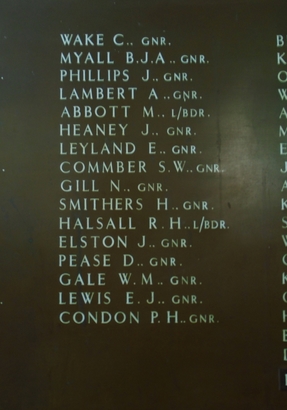 WAKE C.. GNR.
MYALL B.J.A.. GNR.
PHILLIPS J.. GNR.
LAMBERT A.. GNR.
ABBOTT M.. L/BDR.
HEANEY J.. GNR.
LEYLAND E.. GNR.
COMMBER S.W.. GNR.
GILL N.. GNR.
SMITHERS H.. GNR.
HALSALL R.H.. L/BDR.
ELSTON J.. GNR.
PEASE D.. GNR.
GALE W.M.. GNR.
LEWIS E.J.. GNR.
CONDON P.H.. GNR.